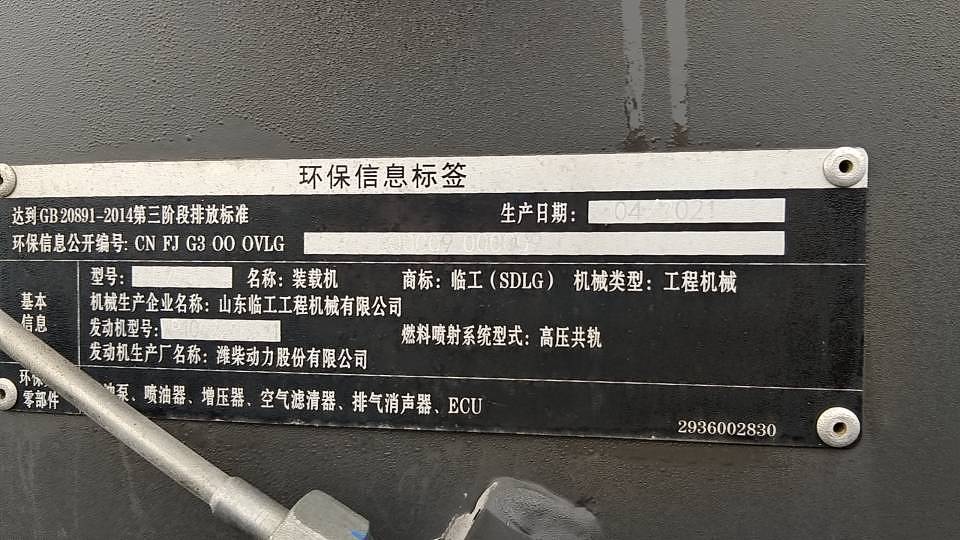 环保信息标签
达到GB 20891-2014第三阶段排放标准 生产日期:
环保信息公开编号: CN FJ G3 OO OVLG
基本信息
型号: 名称: 装载机 商标: 临工 (SDLG) 机械类型: 工程机械
机械生产企业名称: 山东临工工程机械有限公司
发动机型号: 燃料喷射系统型式: 高压共轨
发动机生产厂名称: 潍柴动力股份有限公司
环保
零部件 油泵、喷油器、增压器、空气滤清器、排气消声器、ECU
2936002830